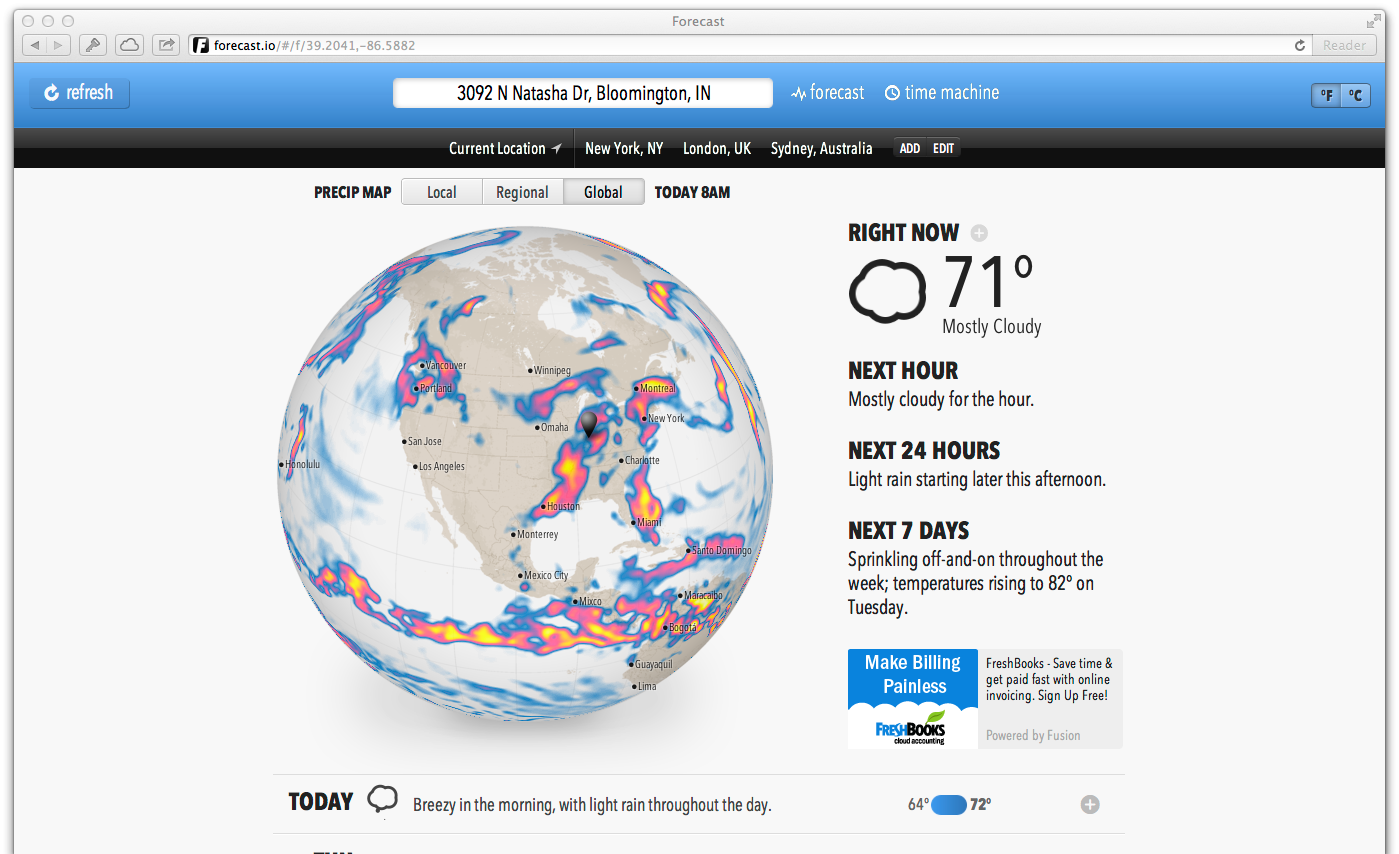 Forecast
forecast.io/#/f/39.2041,-86.5882
Reader
refresh
3092 N Natasha Dr, Bloomington, IN
forecast
time machine
°F
°C
Current Location
New York, NY
London, UK
Sydney, Australia
ADD
EDIT
PRECIP MAP
Local
Regional
Global
TODAY 8AM
Vancouver
Portland
Winnipeg
Montreal
New York
Omaha
San Jose
Charlotte
Honolulu
Los Angeles
Houston
Miami
Monterrey
Santo Domingo
Mexico City
Maracaibo
Mixco
Bogotá
Guayaquil
Lima
RIGHT NOW
71°
Mostly Cloudy
NEXT HOUR
Mostly cloudy for the hour.
NEXT 24 HOURS
Light rain starting later this afternoon.
NEXT 7 DAYS
Sprinkling off-and-on throughout the
week; temperatures rising to 82° on
Tuesday.
Make Billing
Painless
FRESHBOOKS
cloud accounting
FreshBooks - Save time &
get paid fast with online
invoicing. Sign Up Free!
Powered by Fusion
TODAY
Breezy in the morning, with light rain throughout the day.
64°
72°